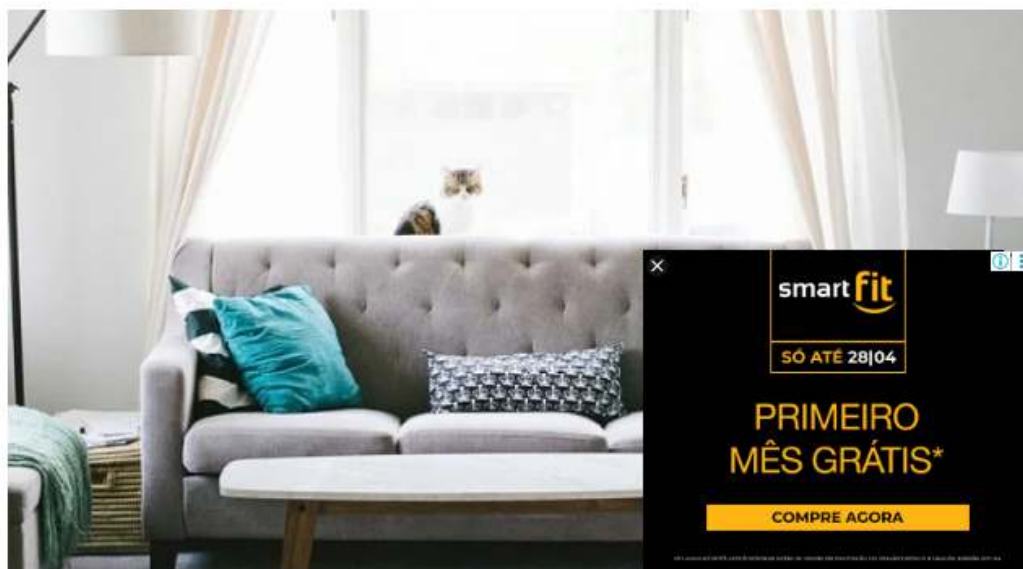 smart fit
SÓ ATÉ 28|04
PRIMEIRO
MÊS GRÁTIS*
COMPRE AGORA